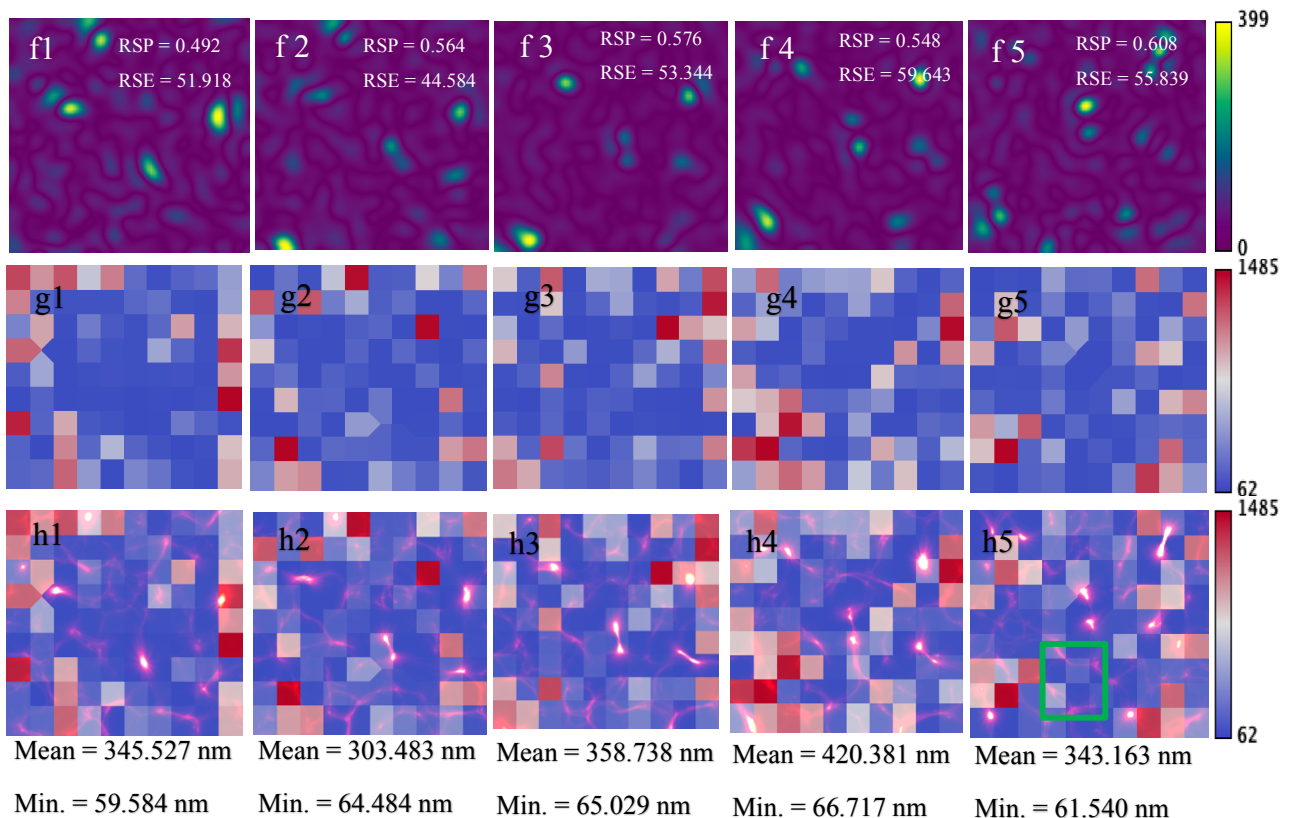 f1
RSP = 0.492
RSE = 51.918
f 2
RSP = 0.564
RSE = 44.584
f 3
RSP = 0.576
RSE = 53.344
f 4
RSP = 0.548
RSE = 59.643
f 5
RSP = 0.608
RSE = 55.839
399
0
g1
g2
g3
g4
g5
1485
62
h1
h2
h3
h4
h5
1485
62
Mean = 345.527 nm
Min. = 59.584 nm
Mean = 303.483 nm
Min. = 64.484 nm
Mean = 358.738 nm
Min. = 65.029 nm
Mean = 420.381 nm
Min. = 66.717 nm
Mean = 343.163 nm
Min. = 61.540 nm